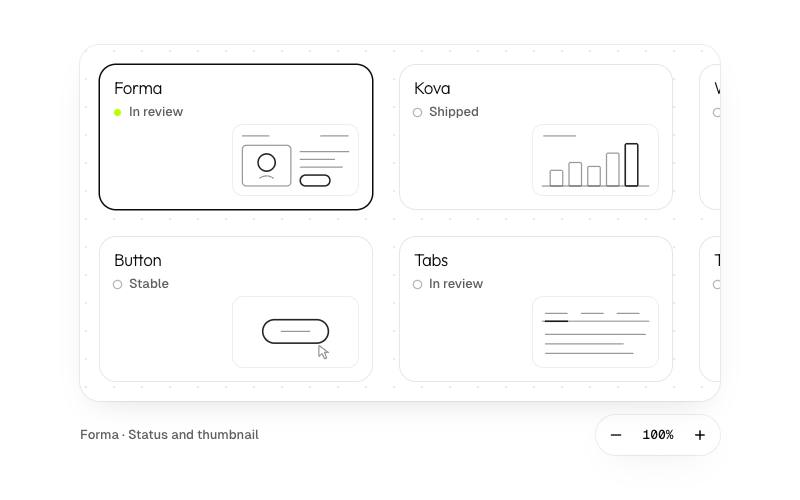 Forma
In review
Kova
Shipped
Button
Stable
Tabs
In review
Forma · Status and thumbnail
100%